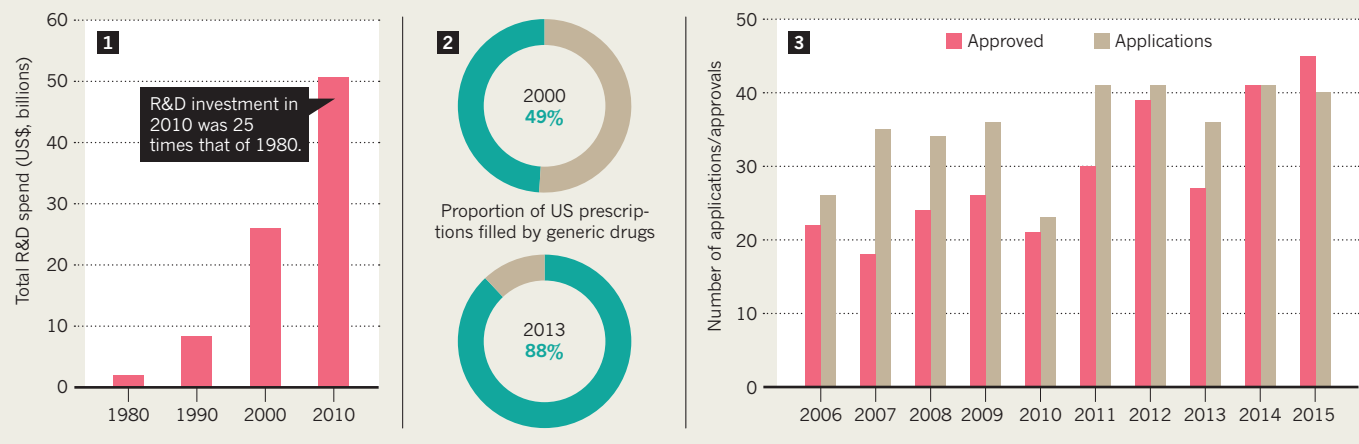 1
Total R&D spend (US$, billions)
60
50
40
30
20
10
0
R&D investment in
2010 was 25
times that of 1980.
1980 1990 2000 2010
2
2000
49%
Proportion of US prescrip-
tions filled by generic drugs
2013
88%
3
Approved Applications
Number of applications/approvals
50
40
30
20
10
0
2006 2007 2008 2009 2010 2011 2012 2013 2014 2015